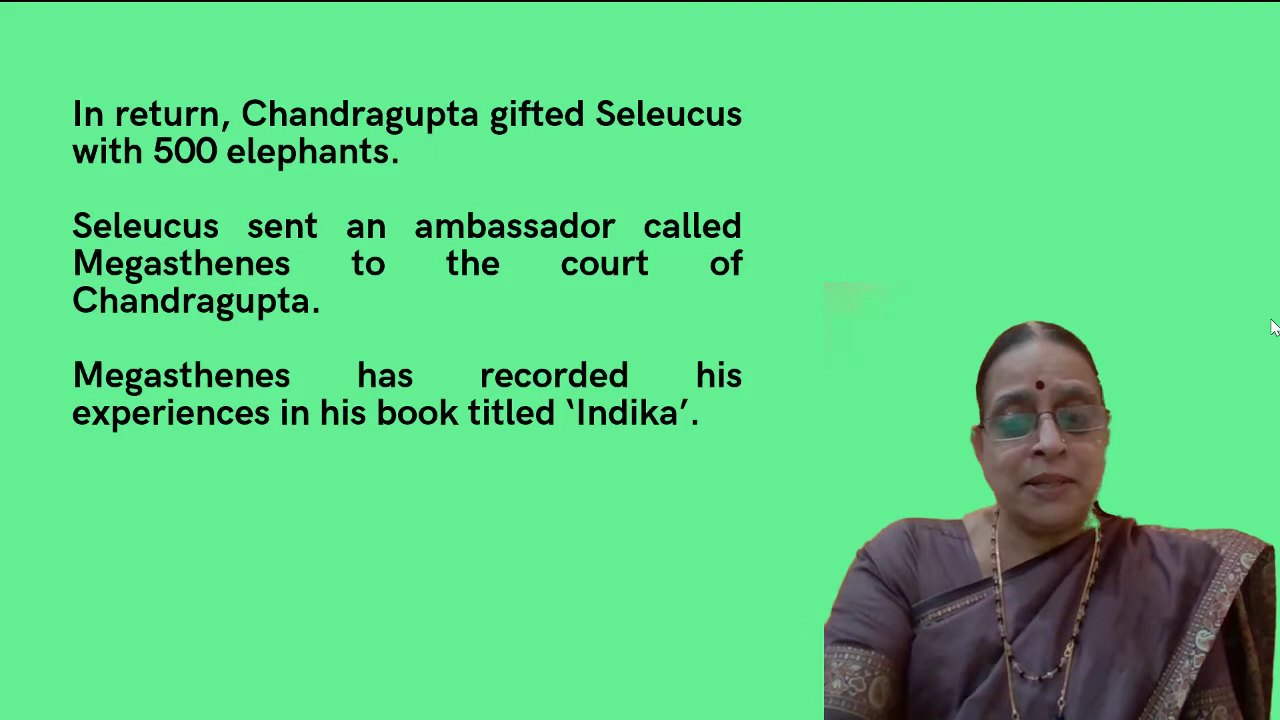 In return, Chandragupta gifted Seleucus
with 500 elephants.
Seleucus sent an ambassador called
Megasthenes to the court of
Chandragupta.
Megasthenes has recorded his
experiences in his book titled ‘Indika’.